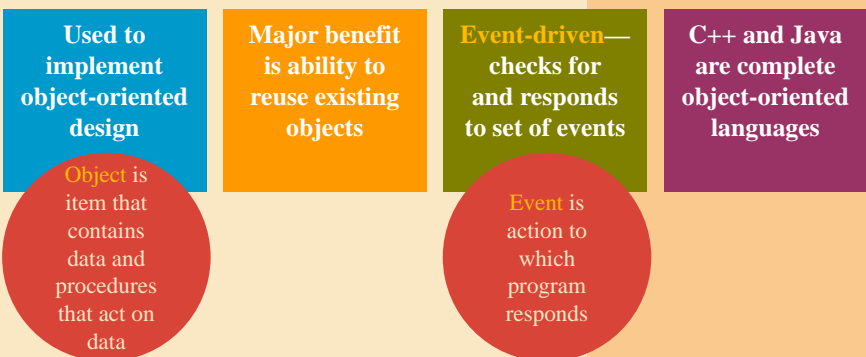 Used to
implement
object-oriented
design
Object is
item that
contains
data and
procedures
that act on
data
Major benefit
is ability to
reuse existing
objects
Event-driven—
checks for
and responds
to set of events
Event is
action to
which
program
responds
C++ and Java
are complete
object-oriented
languages